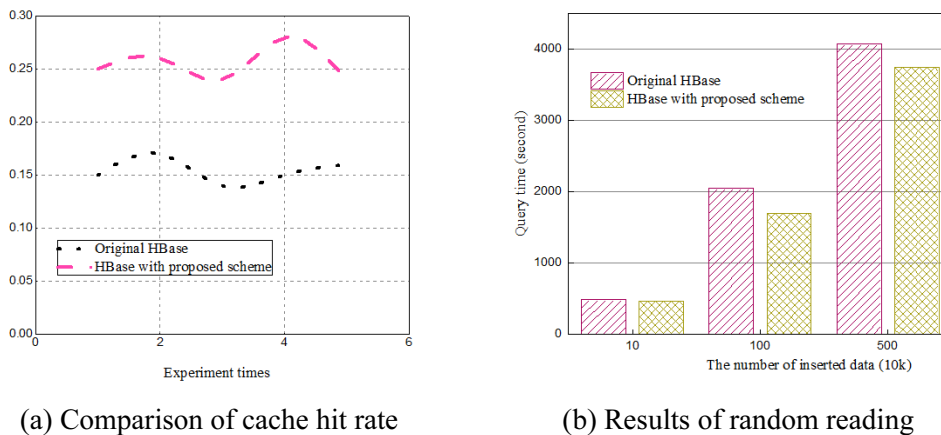 0.30
0.25
0.20
0.15
0.10
0.05
0.00
0 2 4 6
Original HBase
HBase with proposed scheme
Experiment times
(a) Comparison of cache hit rate
Query time (second)
4000
3000
2000
1000
0
Original HBase
HBase with proposed scheme
10 100 500
The number of inserted data (10k)
(b) Results of random reading